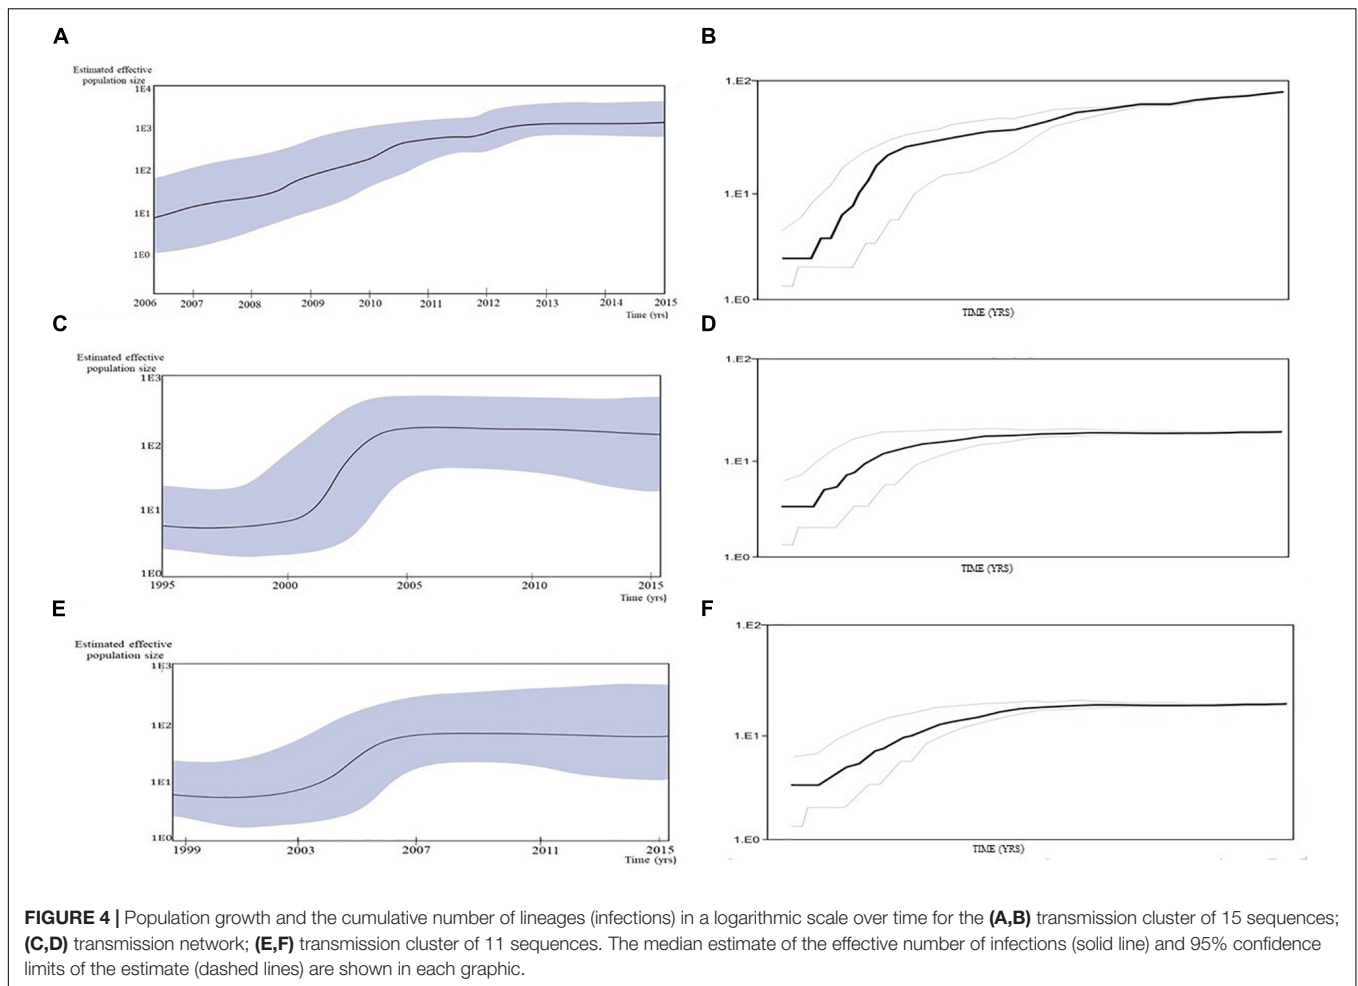 A
Estimated effective
population size
1E4
1E3
1E2
1E1
1E0
2006 2007 2008 2009 2010 2011 2012 2013 2014 2015
Time (yrs)
B
1.E2
1.E1
1.E0
TIME (YRS)
C
Estimated effective
population size
1E3
1E2
1E1
1E0
1995 2000 2005 2010 2015
Time (yrs)
D
1.E2
1.E1
1.E0
TIME (YRS)
E
Estimated effective
population size
1E3
1E2
1E1
1E0
1999 2003 2007 2011 2015
Time (yrs)
F
1.E2
1.E1
1.E0
TIME (YRS)
FIGURE 4 | Population growth and the cumulative number of lineages (infections) in a logarithmic scale over time for the (A,B) transmission cluster of 15 sequences;
(C,D) transmission network; (E,F) transmission cluster of 11 sequences. The median estimate of the effective number of infections (solid line) and 95% confidence
limits of the estimate (dashed lines) are shown in each graphic.